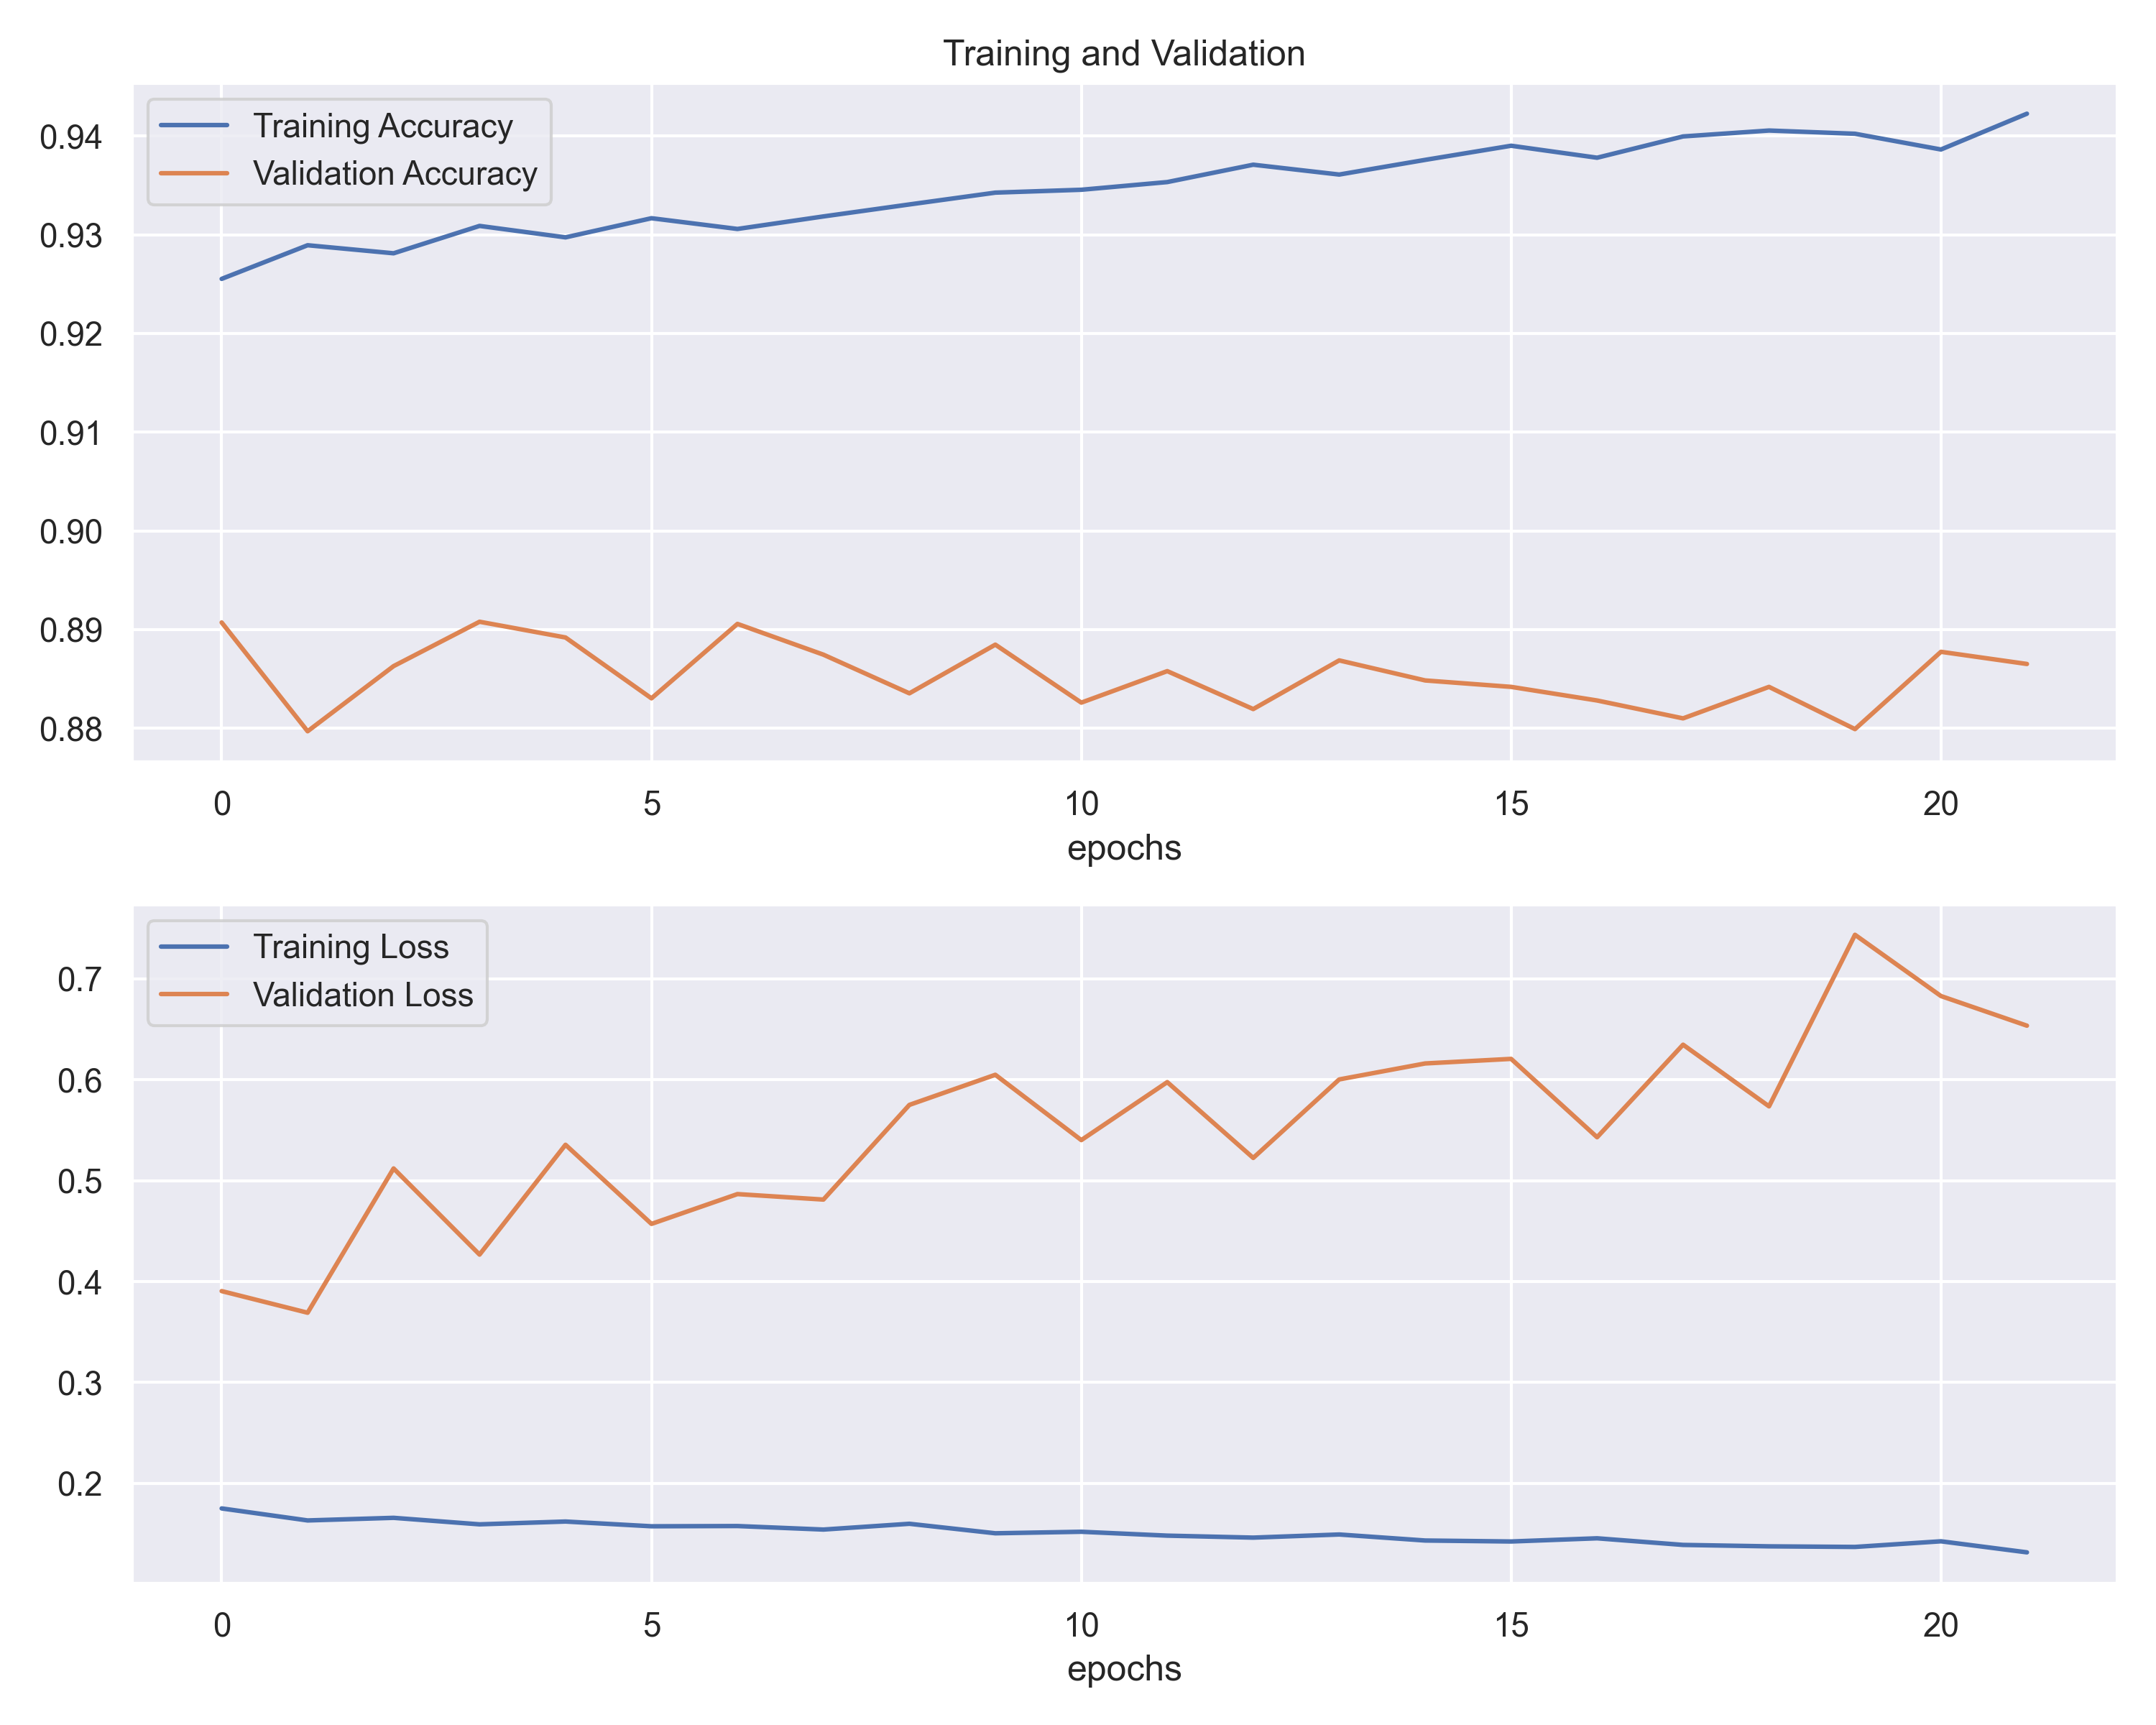 Training and Validation
Training Accuracy
Validation Accuracy
0.94
0.93
0.92
0.91
0.90
0.89
0.88
0 5 10 15 20
epochs
Training Loss
Validation Loss
0.7
0.6
0.5
0.4
0.3
0.2
0 5 10 15 20
epochs